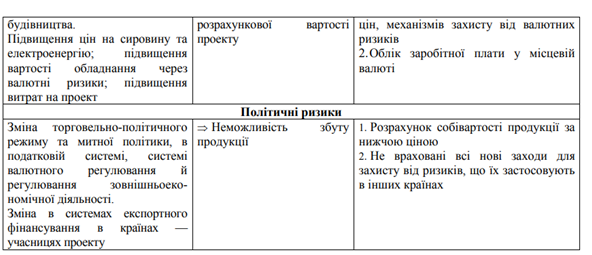 будівництва.
Підвищення цін на сировину та
електроенергію; підвищення
вартості обладнання через
валютні ризики; підвищення
витрат на проект
розрахункової вартості
проекту
цін, механізмів захисту від валютних
ризиків
2.Облік заробітної плати у місцевій
валюті
Політичні ризики
Зміна торговельно-політичного
режиму та митної політики, в
податковій системі, системі
валютного регулювання й
регулювання зовнішньоеко-
номічної діяльності.
Зміна в системах експортного
фінансування в країнах —
учасницях проекту
⇒ Неможливість збуту
продукції
1. Розрахунок собівартості продукції за
нижчою ціною
2. Не враховані всі нові заходи для
захисту від ризиків, що їх застосовують
в інших країнах